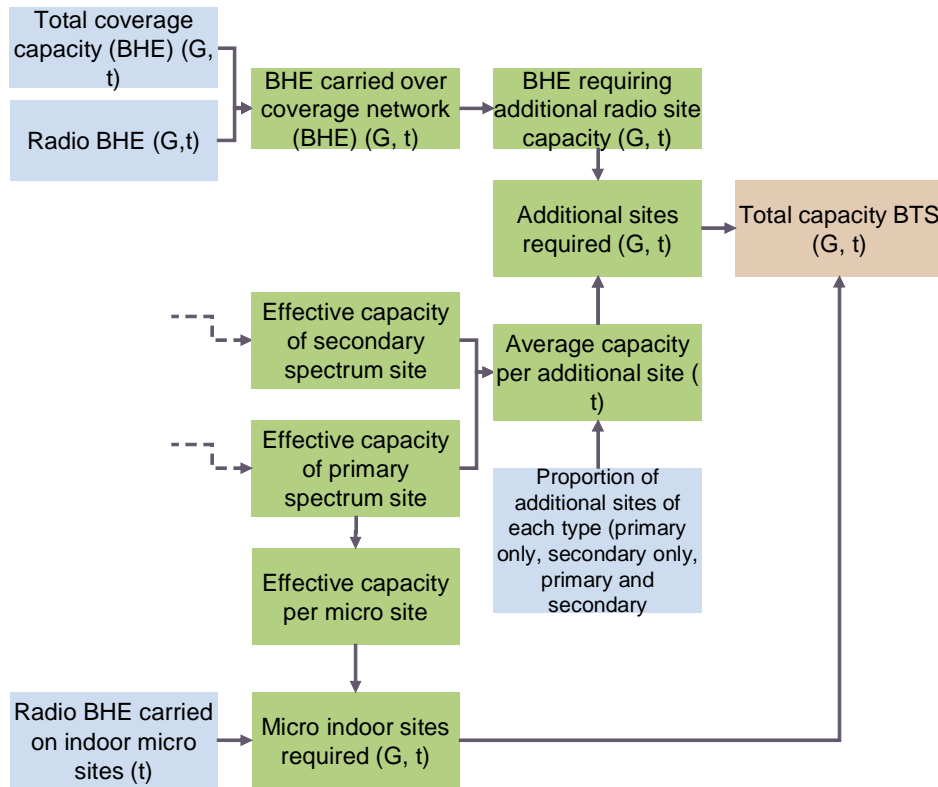 Total coverage
capacity (BHE) (G,
t)
Radio BHE (G,t)
BHE carried over
coverage network
(BHE) (G, t)
BHE requiring
additional radio site
capacity (G, t)
Additional sites
required (G, t)
Total capacity BTS
(G, t)
Effective capacity
of secondary
spectrum site
Average capacity
per additional site (
t)
Effective capacity
of primary
spectrum site
Proportion of
additional sites of
each type (primary
only, secondary only,
primary and
secondary
Effective capacity
per micro site
Radio BHE carried
on indoor micro
sites (t)
Micro indoor sites
required (G, t)